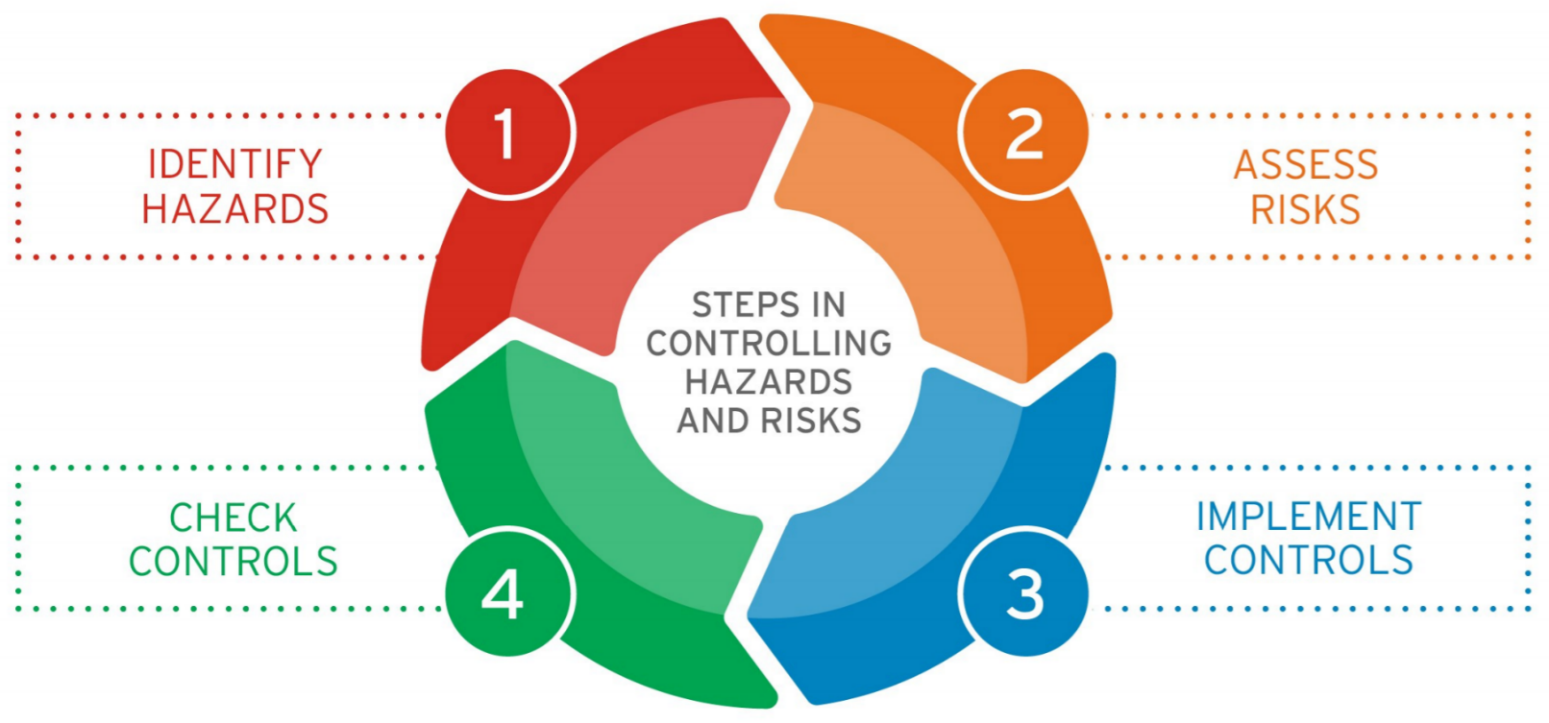 1
IDENTIFY
HAZARDS
2
ASSESS
RISKS
STEPS IN
CONTROLLING
HAZARDS
AND RISKS
3
IMPLEMENT
CONTROLS
4
CHECK
CONTROLS